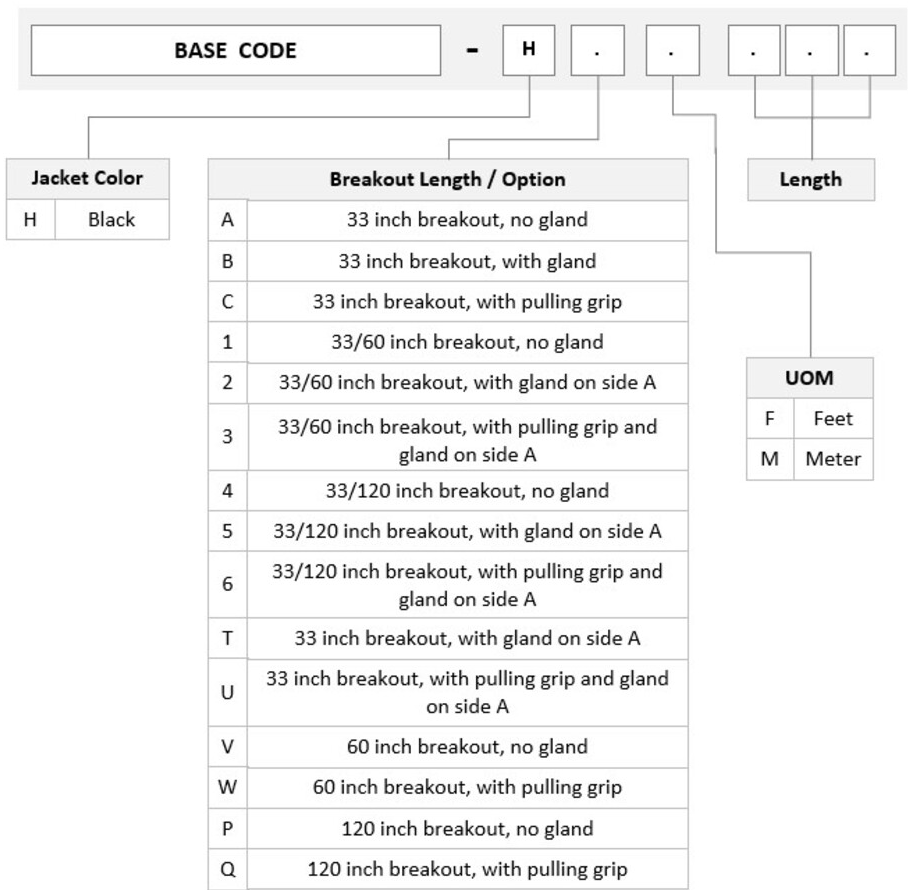 BASE CODE - H . . . . .
Jacket Color
H Black
Breakout Length / Option
A 33 inch breakout, no gland
B 33 inch breakout, with gland
C 33 inch breakout, with pulling grip
1 33/60 inch breakout, no gland
2 33/60 inch breakout, with gland on side A
3 33/60 inch breakout, with pulling grip and
gland on side A
4 33/120 inch breakout, no gland
5 33/120 inch breakout, with gland on side A
6 33/120 inch breakout, with pulling grip and
gland on side A
T 33 inch breakout, with gland on side A
U 33 inch breakout, with pulling grip and gland
on side A
V 60 inch breakout, no gland
W 60 inch breakout, with pulling grip
P 120 inch breakout, no gland
Q 120 inch breakout, with pulling grip
Length
UOM
F Feet
M Meter